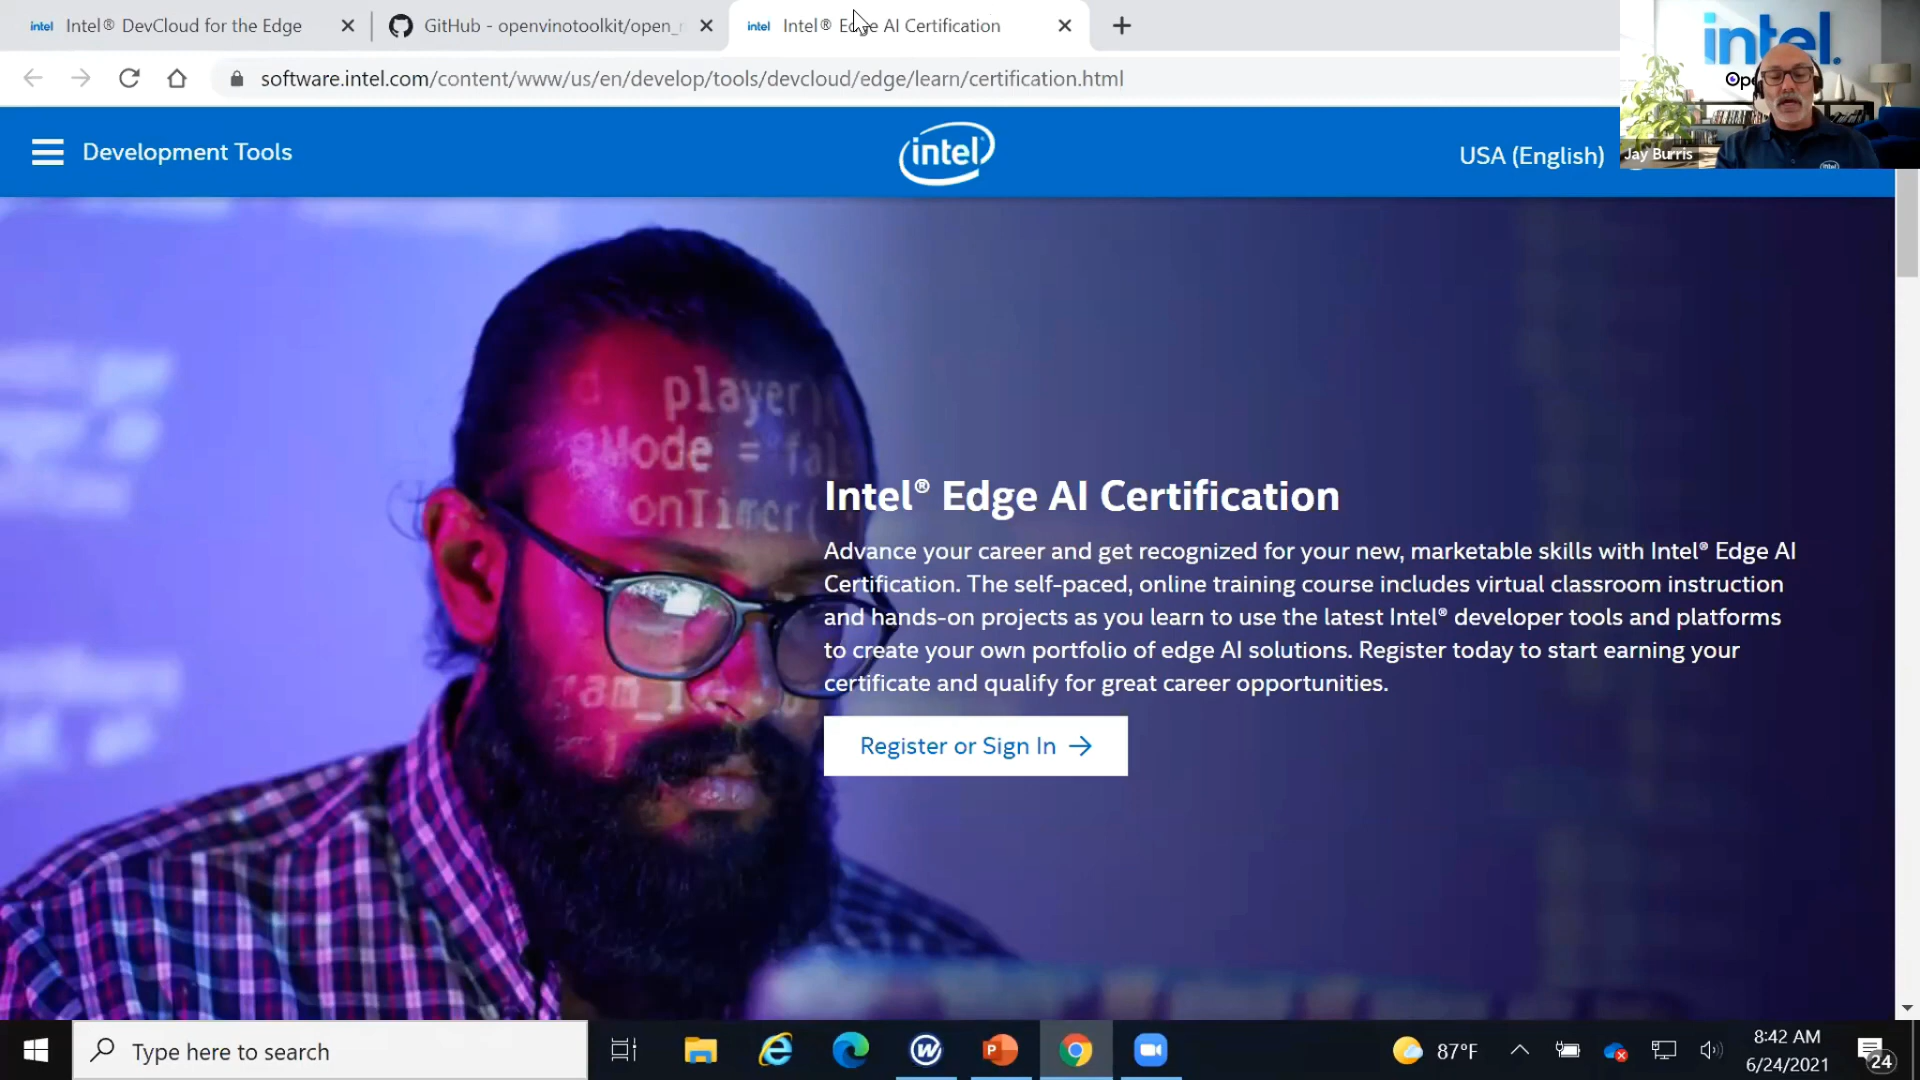 intel Intel® DevCloud for the Edge
GitHub - openvinotoolkit/open_
intel Intel® Edge AI Certification
software.intel.com/content/www/us/en/develop/tools/devcloud/edge/learn/certification.html
intel.
Jay Burris
Development Tools
intel
USA (English)
player)
Mode = fal
onTimer(
Intel® Edge AI Certification
Advance your career and get recognized for your new, marketable skills with Intel® Edge AI
Certification. The self-paced, online training course includes virtual classroom instruction
and hands-on projects as you learn to use the latest Intel® developer tools and platforms
to create your own portfolio of edge AI solutions. Register today to start earning your
certificate and qualify for great career opportunities.
Register or Sign In →
Type here to search
87°F
8:42 AM
6/24/2021
24